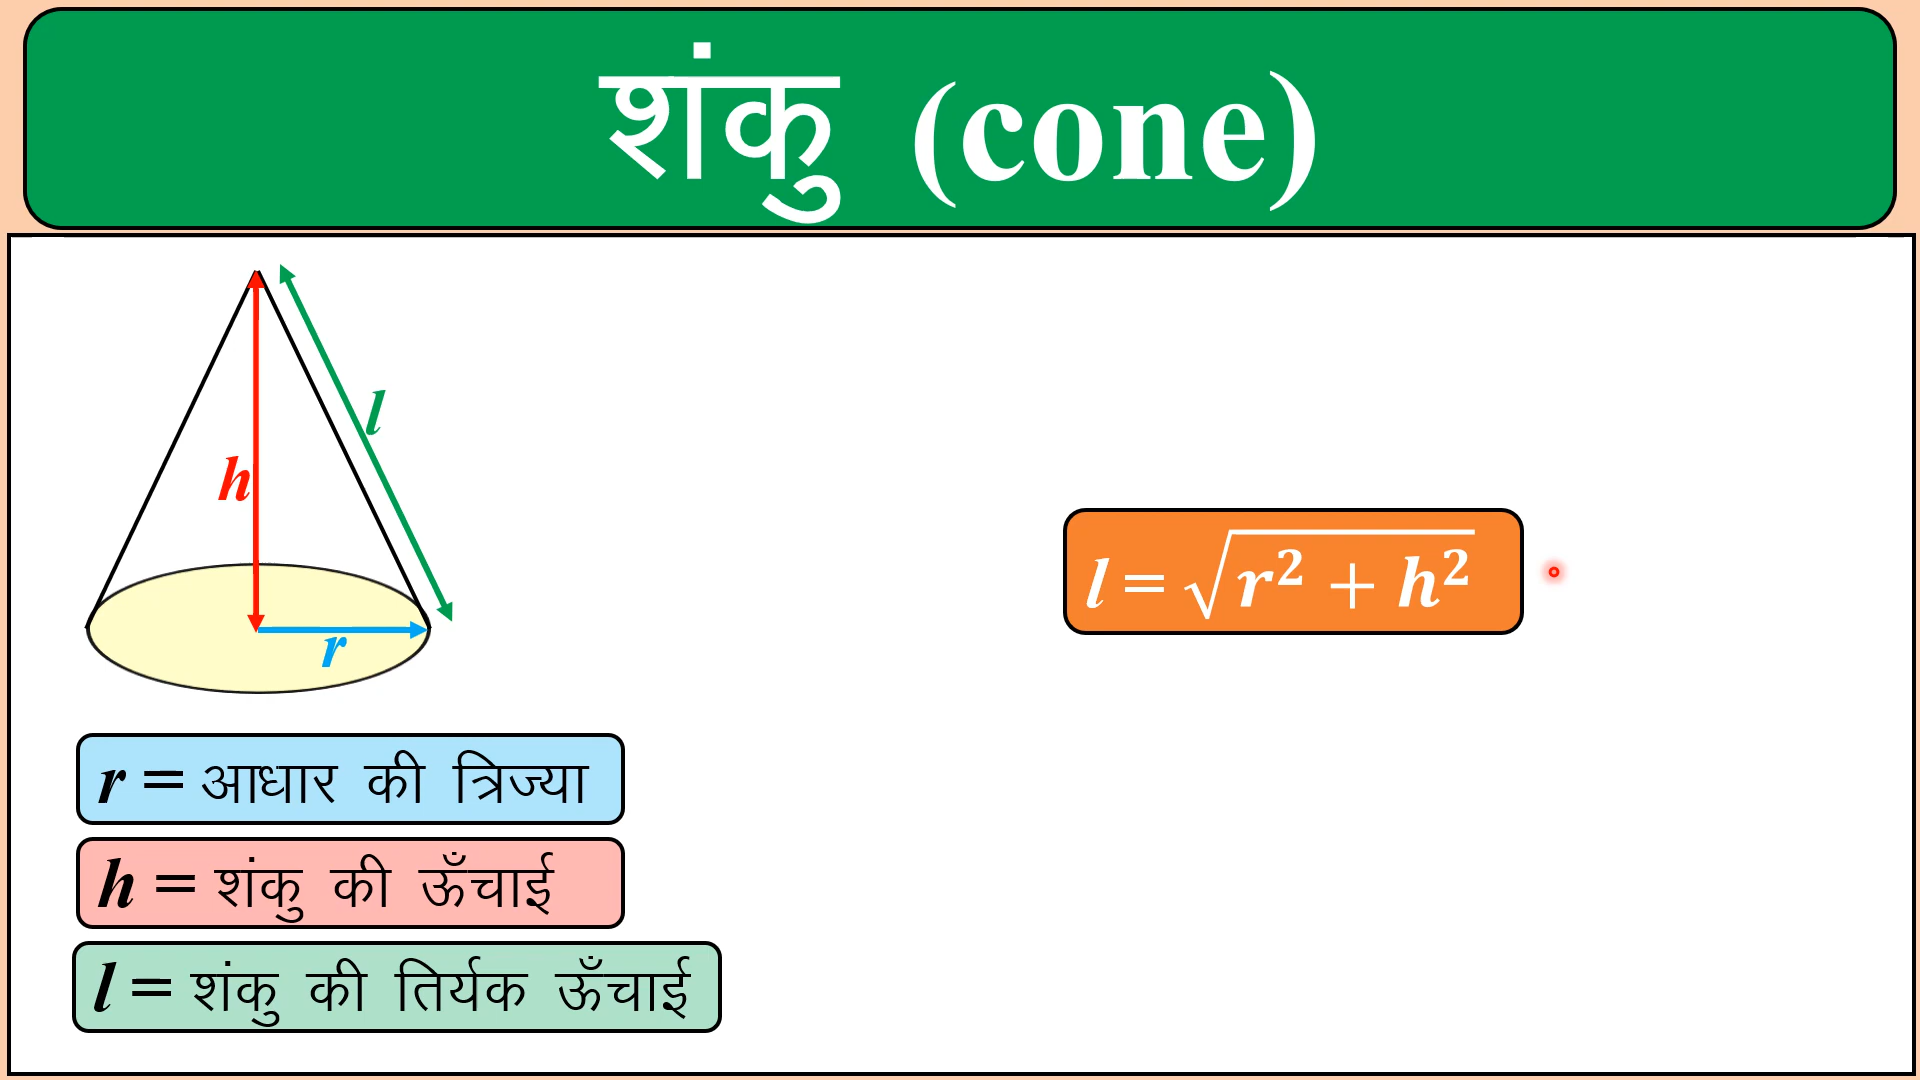 शंकु (cone)
l
h
r
l = √r² + h²
r = आधार की त्रिज्या
h = शंकु की ऊँचाई
l = शंकु की तिर्यक ऊँचाई